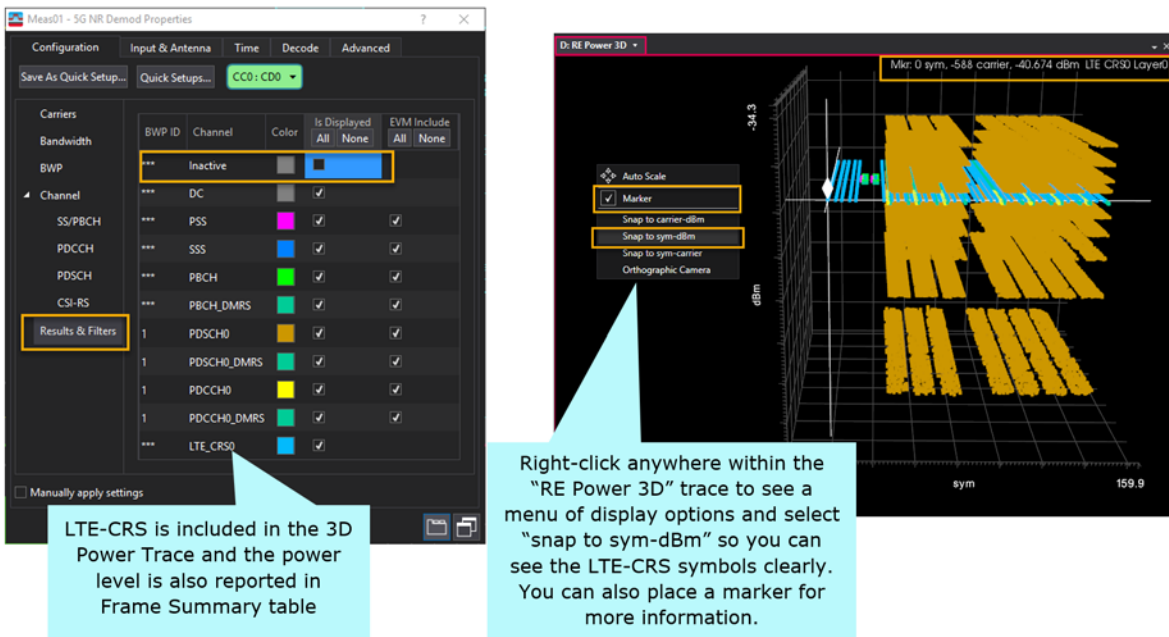 Meas01 - 5G NR Demod Properties ? ×
Configuration Input & Antenna Time Decode Advanced
Save As Quick Setup... Quick Setups... CC0 : CD0
Carriers
Bandwidth
BWP
Channel
SS/PBCH
PDCCH
PDSCH
CSI-RS
Results & Filters
BWP ID Channel Color Is Displayed EVM Include
All None All None
*** Inactive
*** DC
*** PSS
*** SSS
*** PBCH
*** PBCH_DMRS
1 PDSCH0
1 PDSCH0_DMRS
1 PDCCH0
1 PDCCH0_DMRS
*** LTE_CRS0
Manually apply settings
LTE-CRS is included in the 3D
Power Trace and the power
level is also reported in
Frame Summary table
D: RE Power 3D
Mkr: 0 sym, -588 carrier, -40.674 dBm LTE CRS0 Layer0
-34.3
dBm
sym
159.9
Auto Scale
Marker
Snap to carrier-dBm
Snap to sym-dBm
Snap to sym-carrier
Orthographic Camera
Right-click anywhere within the
“RE Power 3D” trace to see a
menu of display options and select
“snap to sym-dBm” so you can
see the LTE-CRS symbols clearly.
You can also place a marker for
more information.